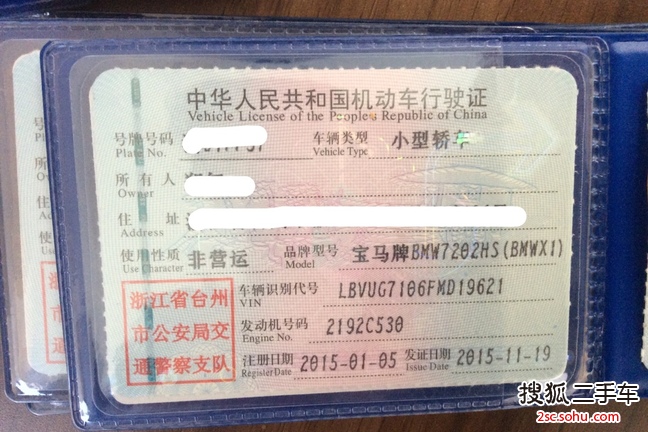 中华人民共和国机动车行驶证
Vehicle License of the People's Republic of China
号牌号码 车辆类型 小型轿车
Plate No. Vehicle Type
所有人
Owner
住 址
Address
使用性质 非营运 品牌型号 宝马牌BMW7202HS(BMWX1)
Use Character Model
浙江省台州 车辆识别代号 LBVUG7106FMD19621
VIN
市公安局交 发动机号码 2192C530
Engine No.
通警察支队 注册日期 2015-01-05 发证日期 2015-11-19
Register Date Issue Date
搜狐二手车
2sc.sohu.com